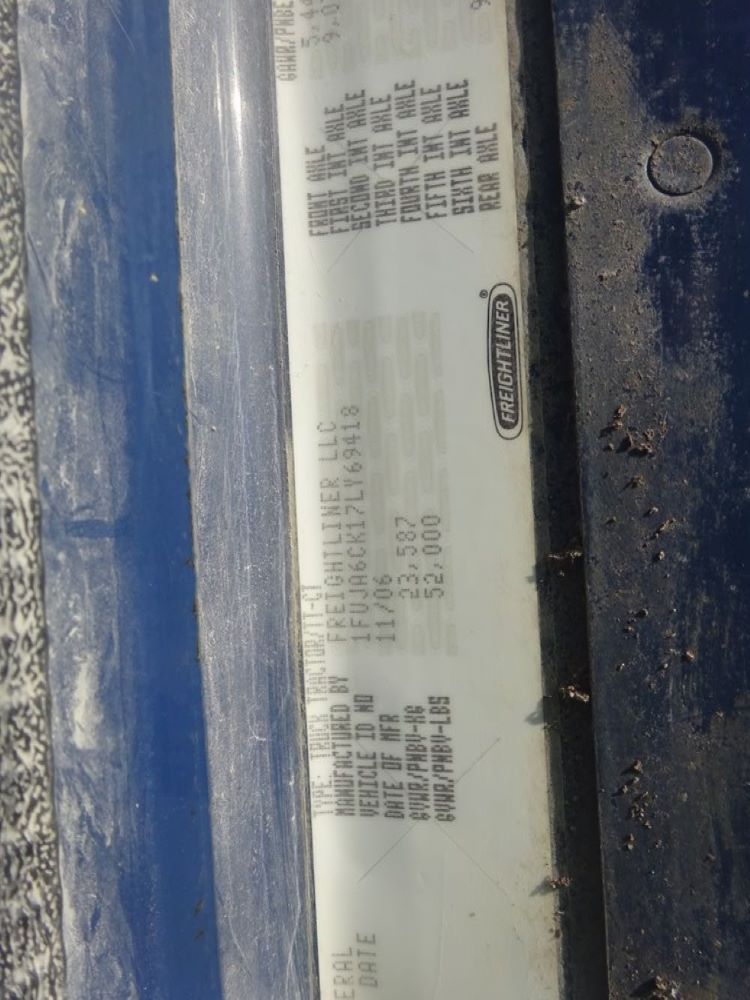 ERAL
DATE
TYPE: TRUCK TRACTOR/TT-CT
MANUFACTURED BY FREIGHTLINER LLC
VEHICLE ID NO 1FUJA6CK17LY69418
DATE OF MFR 11/06
GVWR/PNBV-KG 23,587
GVWR/PNBV-LBS 52,000
FREIGHTLINER®
FRONT AXLE
FIRST INT AXLE
SECOND INT AXLE
THIRD INT AXLE
FOURTH INT AXLE
FIFTH INT AXLE
SIXTH INT AXLE
REAR AXLE
GAWR/PNBE